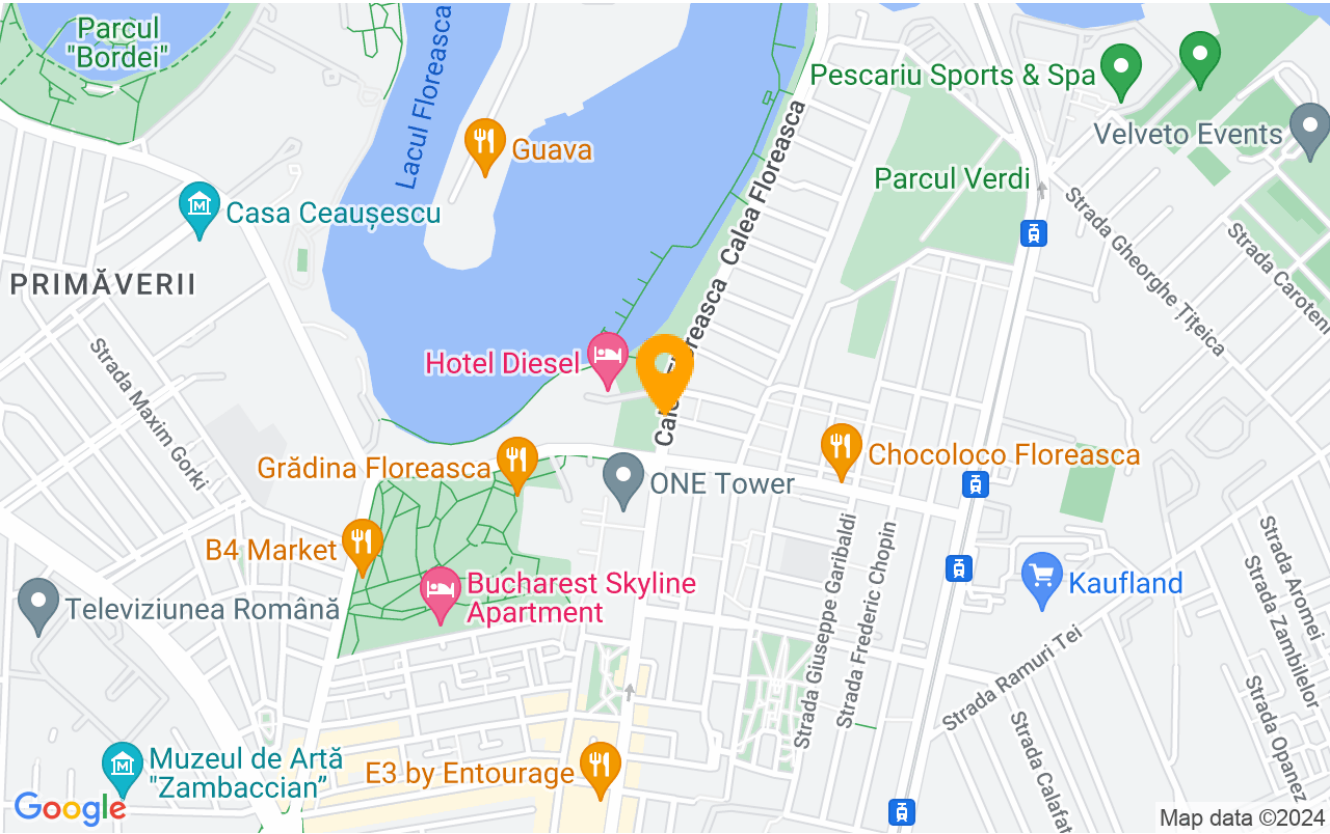 Parcul
"Bordei"
Lacul Floreasca
Pescariu Sports & Spa
Calea Floreasca
Guava
Velveto Events
Parcul Verdi
Casa Ceaușescu
Strada Gheorghe Țițeica
Strada Caroteni
PRIMĂVERII
Floreasca
Strada Maxim Gorki
Hotel Diesel
Grădina Floreasca
Chocoloco Floreasca
ONE Tower
Strada Giuseppe Garibaldi
Strada Frederic Chopin
Strada Aromei
B4 Market
Strada Zambilelor
Bucharest Skyline
Apartment
Kaufland
Televiziunea Română
Strada Ramuri Tei
Strada Opanez
Strada Calafat
Muzeul de Artă
"Zambaccian”
E3 by Entourage
Google
Map data ©2024